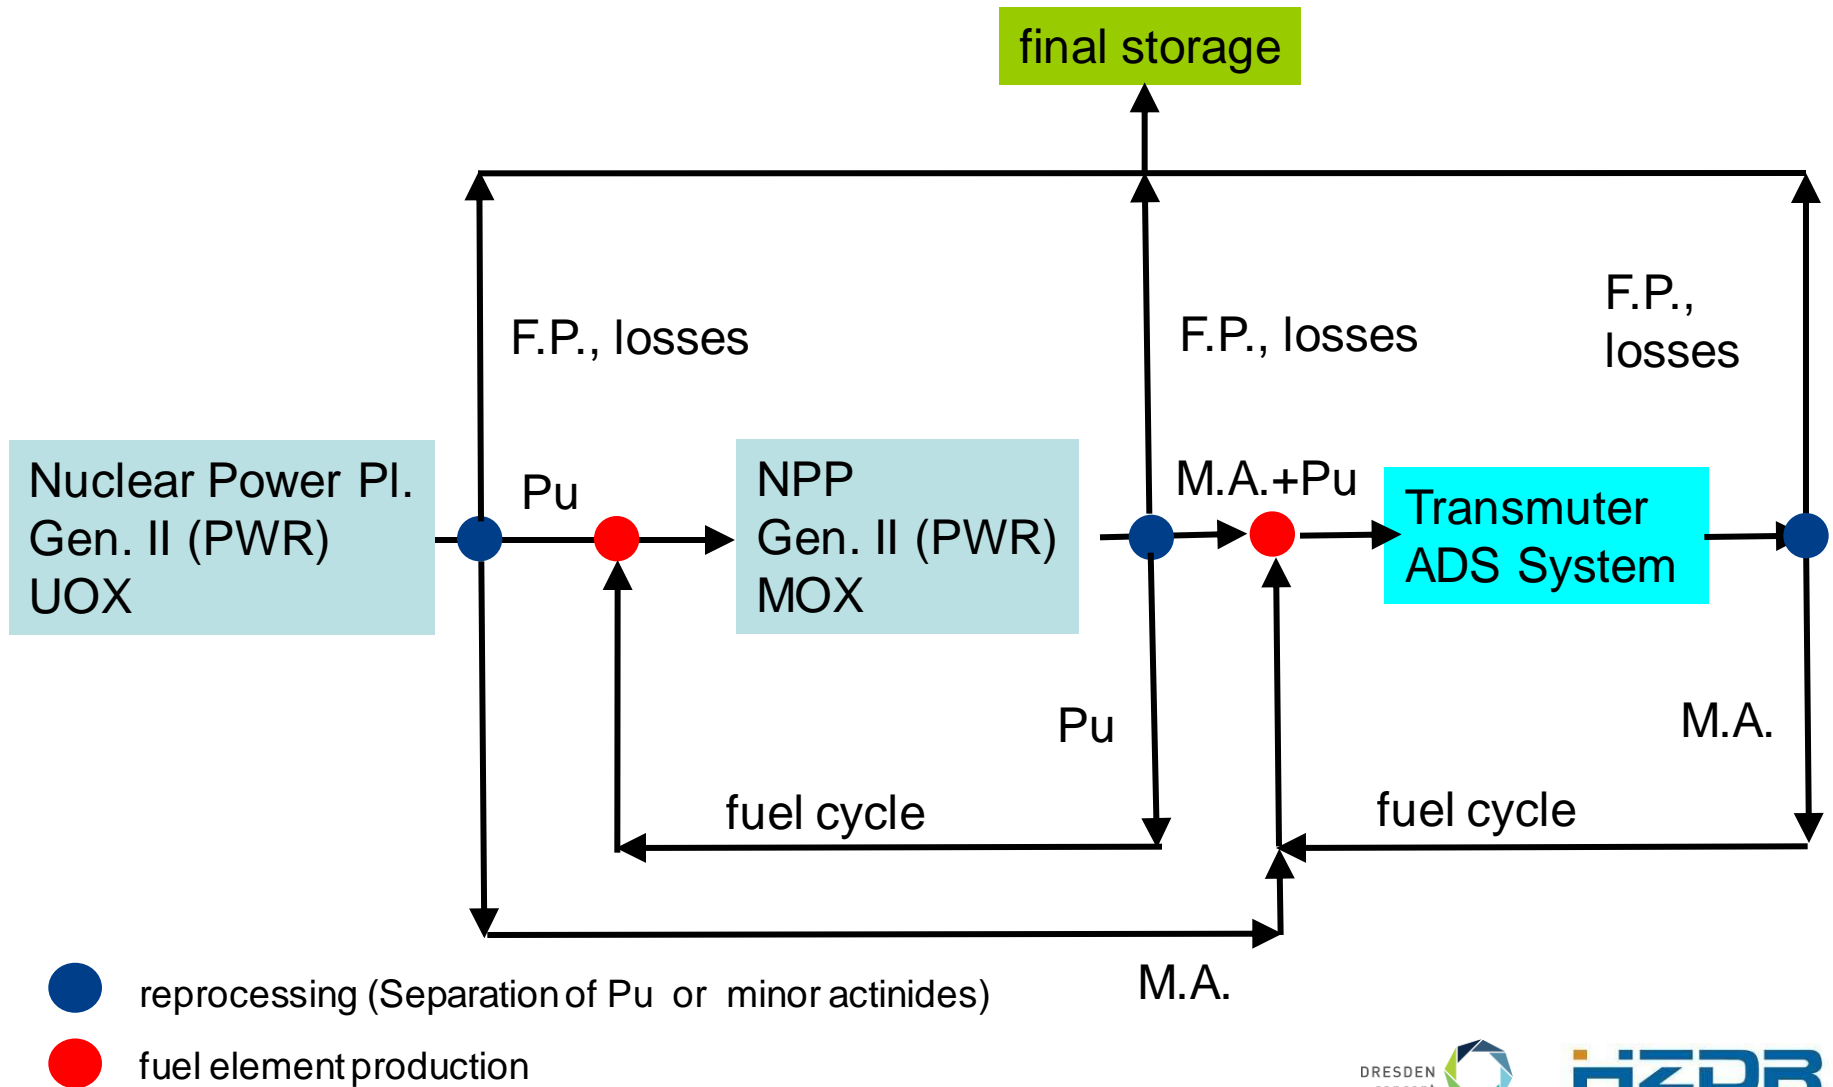 final storage
F.P., losses
F.P., losses
F.P.,
losses
Nuclear Power Pl.
Gen. II (PWR)
UOX
Pu
NPP
Gen. II (PWR)
MOX
M.A.+Pu
Transmuter
ADS System
Pu
M.A.
fuel cycle
fuel cycle
M.A.
reprocessing (Separation of Pu or minor actinides)
fuel element production
DRESDEN
concept
HZDR